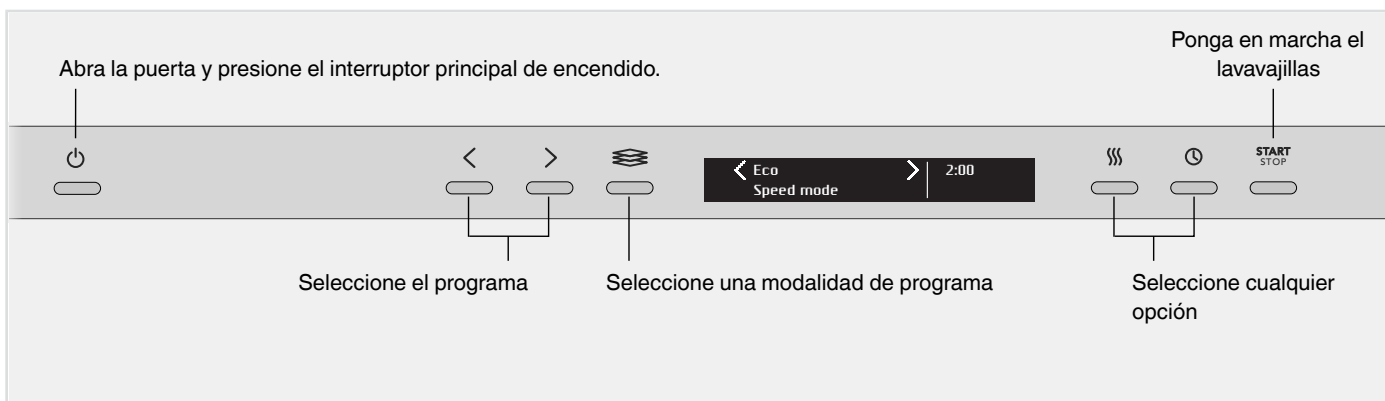 Ponga en marcha el
lavavajillas
Abra la puerta y presione el interruptor principal de encendido.
START
STOP
Eco
2:00
Speed mode
Seleccione el programa
Seleccione una modalidad de programa
Seleccione cualquier
opción